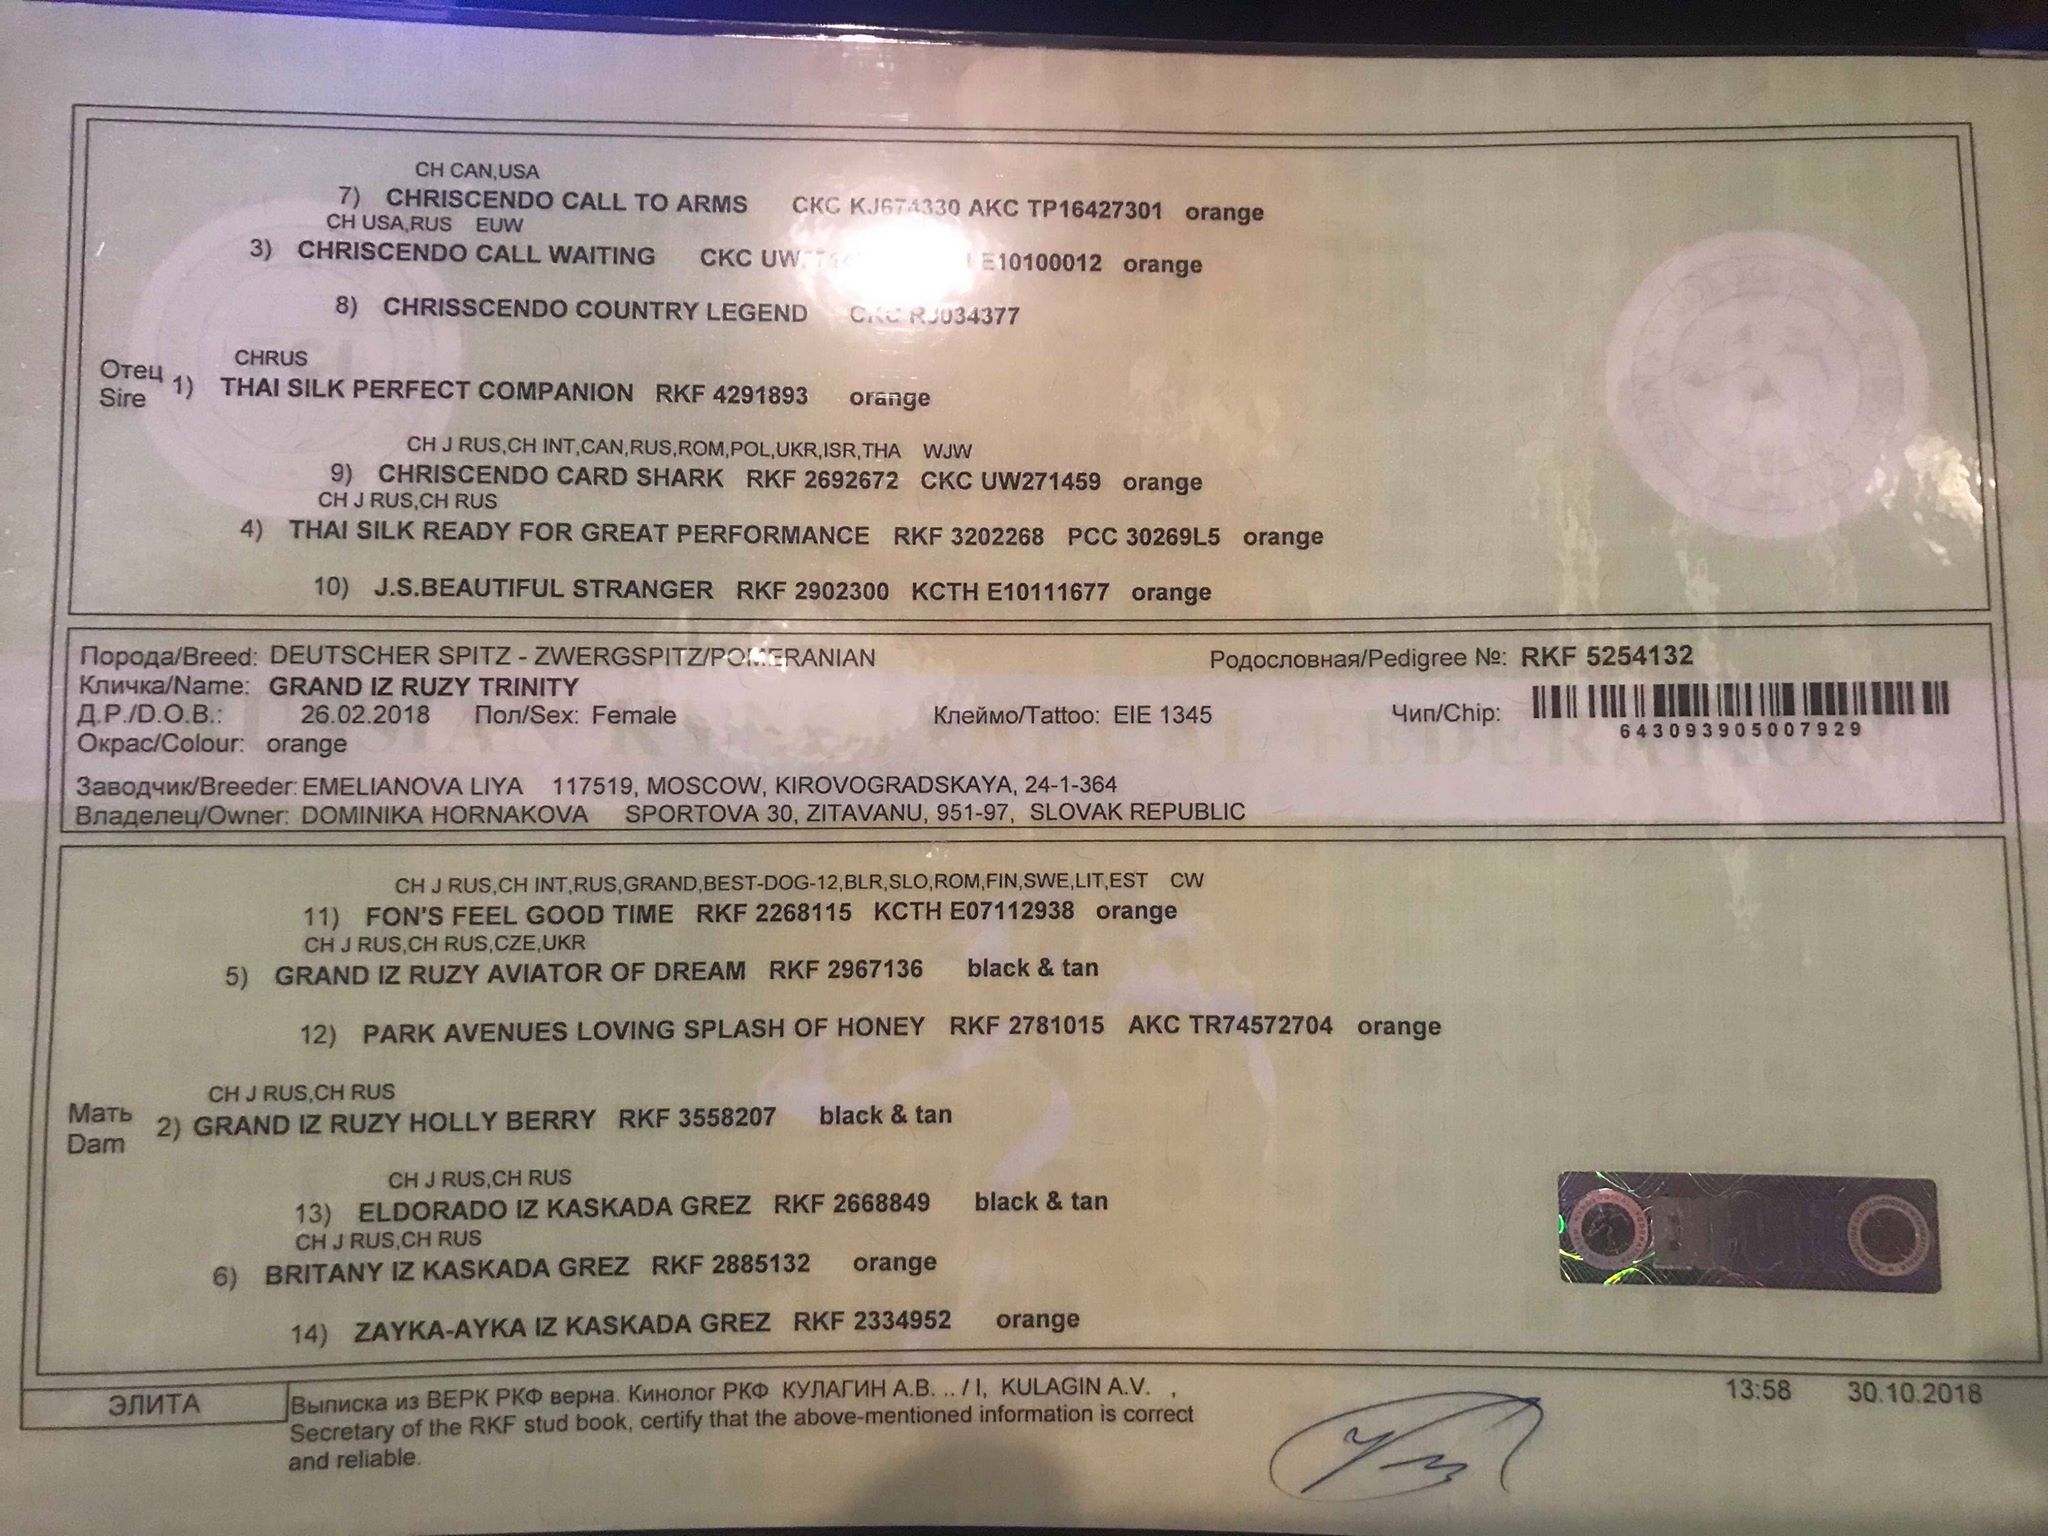 CH CAN,USA
7) CHRISCENDO CALL TO ARMS CKC KJ674330 AKC TP16427301 orange
CH USA,RUS EUW
3) CHRISCENDO CALL WAITING CKC E10100012 orange
8) CHRISSCENDO COUNTRY LEGEND CKC RJ034377
CHRUS
Отец
Sire
1) THAI SILK PERFECT COMPANION RKF 4291893 orange
CH J RUS,CH INT,CAN,RUS,ROM,POL,UKR,ISR,THA WJW
9) CHRISCENDO CARD SHARK RKF 2692672 CKC UW271459 orange
CH J RUS,CH RUS
4) THAI SILK READY FOR GREAT PERFORMANCE RKF 3202268 PCC 30269L5 orange
10) J.S.BEAUTIFUL STRANGER RKF 2902300 KCTH E10111677 orange
Порода/Breed: DEUTSCHER SPITZ - ZWERGSPITZ/POMERANIAN Родословная/Pedigree №: RKF 5254132
Кличка/Name: GRAND IZ RUZY TRINITY
Д.Р./D.O.B.: 26.02.2018 Пол/Sex: Female Клеймо/Tattoo: EIE 1345 Чип/Chip:
643093905007929
Окрас/Colour: orange
Заводчик/Breeder: EMELIANOVA LIYA 117519, MOSCOW, KIROVOGRADSKAYA, 24-1-364
Владелец/Owner: DOMINIKA HORNAKOVA SPORTOVA 30, ZITAVANU, 951-97, SLOVAK REPUBLIC
CH J RUS,CH INT,RUS,GRAND,BEST-DOG-12,BLR,SLO,ROM,FIN,SWE,LIT,EST CW
11) FON'S FEEL GOOD TIME RKF 2268115 KCTH E07112938 orange
CH J RUS,CH RUS,CZE,UKR
5) GRAND IZ RUZY AVIATOR OF DREAM RKF 2967136 black & tan
12) PARK AVENUES LOVING SPLASH OF HONEY RKF 2781015 AKC TR74572704 orange
CH J RUS,CH RUS
Мать
Dam
2) GRAND IZ RUZY HOLLY BERRY RKF 3558207 black & tan
CH J RUS,CH RUS
13) ELDORADO IZ KASKADA GREZ RKF 2668849 black & tan
CH J RUS,CH RUS
6) BRITANY IZ KASKADA GREZ RKF 2885132 orange
14) ZAYKA-AYKA IZ KASKADA GREZ RKF 2334952 orange
ЭЛИТА
Выписка из ВЕРК РКФ верна. Кинолог РКФ КУЛАГИН А.В. .. / I, KULAGIN A.V. ,
Secretary of the RKF stud book, certify that the above-mentioned information is correct
and reliable.
13:58 30.10.2018